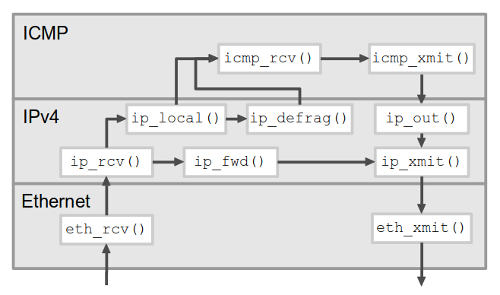 ICMP
icmp_rcv() icmp_xmit()
IPv4
ip_local() ip_defrag() ip_out()
ip_rcv() ip_fwd() ip_xmit()
Ethernet
eth_rcv() eth_xmit()